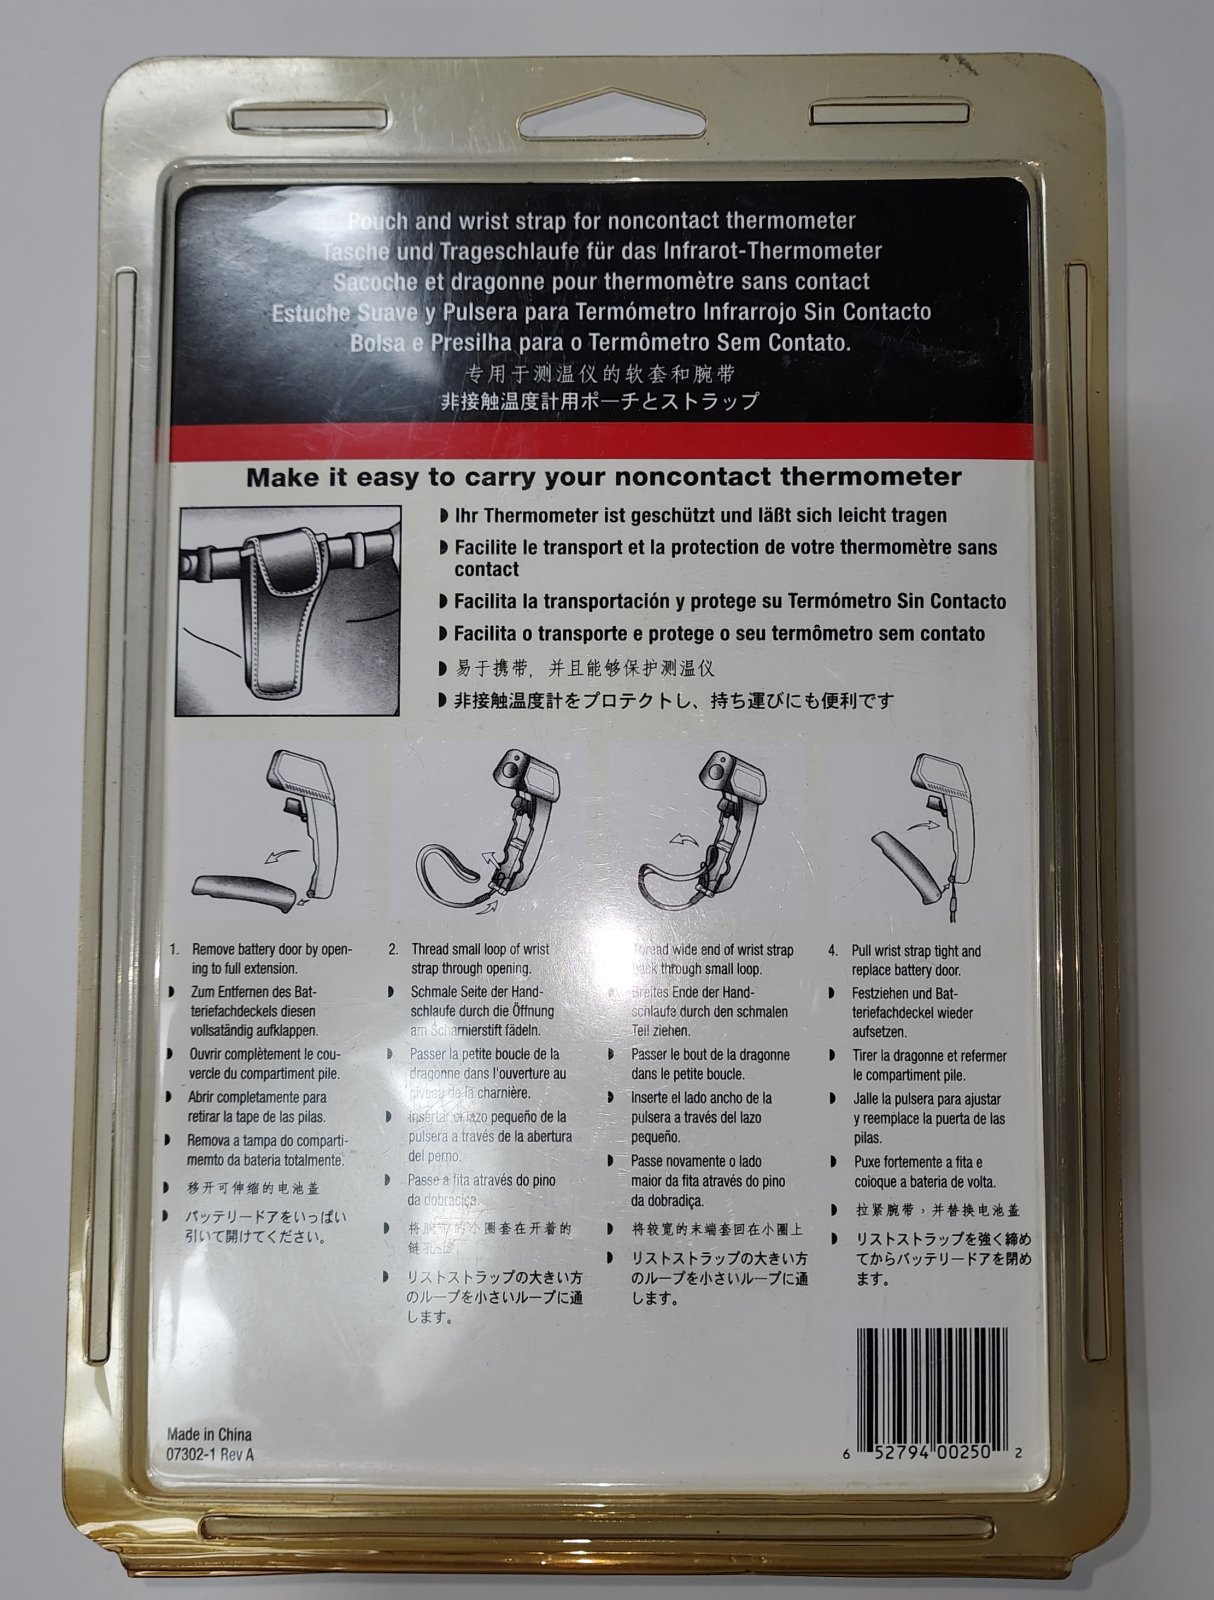 Pouch and wrist strap for noncontact thermometer
Tasche und Trageschlaufe für das Infrarot-Thermometer
Sacoche et dragonne pour thermomètre sans contact
Estuche Suave y Pulsera para Termómetro Infrarrojo Sin Contacto
Bolsa e Presilha para o Termômetro Sem Contato.
专用于测温仪的软套和腕带
非接触温度計用ポーチとストラップ
Make it easy to carry your noncontact thermometer
Ihr Thermometer ist geschützt und läßt sich leicht tragen
Facilite le transport et la protection de votre thermomètre sans
contact
Facilita la transportación y protege su Termómetro Sin Contacto
Facilita o transporte e protege o seu termômetro sem contato
易于携带, 并且能够保护测温仪
非接触温度計をプロテクトし、持ち運びにも便利です
1. Remove battery door by open-
ing to full extension.
Zum Entfernen des Bat-
teriefachdeckels diesen
vollsatändig aufklappen.
Ouvrir complètement le cou-
vercle du compartiment pile.
Abrir completamente para
retirar la tape de las pilas.
Remova a tampa do comparti-
memto da bateria totalmente.
移开可伸缩的电池盖
バッテリードアをいっぱい
引いて開けてください。
2. Thread small loop of wrist
strap through opening.
Schmale Seite der Hand-
schlaufe durch die Öffnung
am Scharnierstift fädeln.
Passer la petite boucle de la
dragonne dans l'ouverture au
niveau de la charnière.
Insertar el lazo pequeño de la
pulsera a través de la abertura
del perno.
Passe a fita através do pino
da dobradiça.
将腕带的小圈套在开着的
链
リストストラップの大きい方
のループを小さいループに通
します。
Thread wide end of wrist strap
back through small loop.
Breites Ende der Hand-
schlaufe durch den schmalen
Teil ziehen.
Passer le bout de la dragonne
dans le petite boucle.
Inserte el lado ancho de la
pulsera a través del lazo
pequeño.
Passe novamente o lado
maior da fita através do pino
da dobradiça.
将较宽的末端套回在小圈上
リストストラップの大きい方
のループを小さいループに通
します。
4. Pull wrist strap tight and
replace battery door.
Festziehen und Bat-
teriefachdeckel wieder
aufsetzen.
Tirer la dragonne et refermer
le compartiment pile.
Jalle la pulsera para ajustar
y reemplace la puerta de las
pilas.
Puxe fortemente a fita e
coioque a bateria de volta.
拉紧腕带，并替换电池盖
リストストラップを強く締め
てからバッテリードアを閉め
ます。
Made in China
07302-1 Rev A
6 52794 00250 2